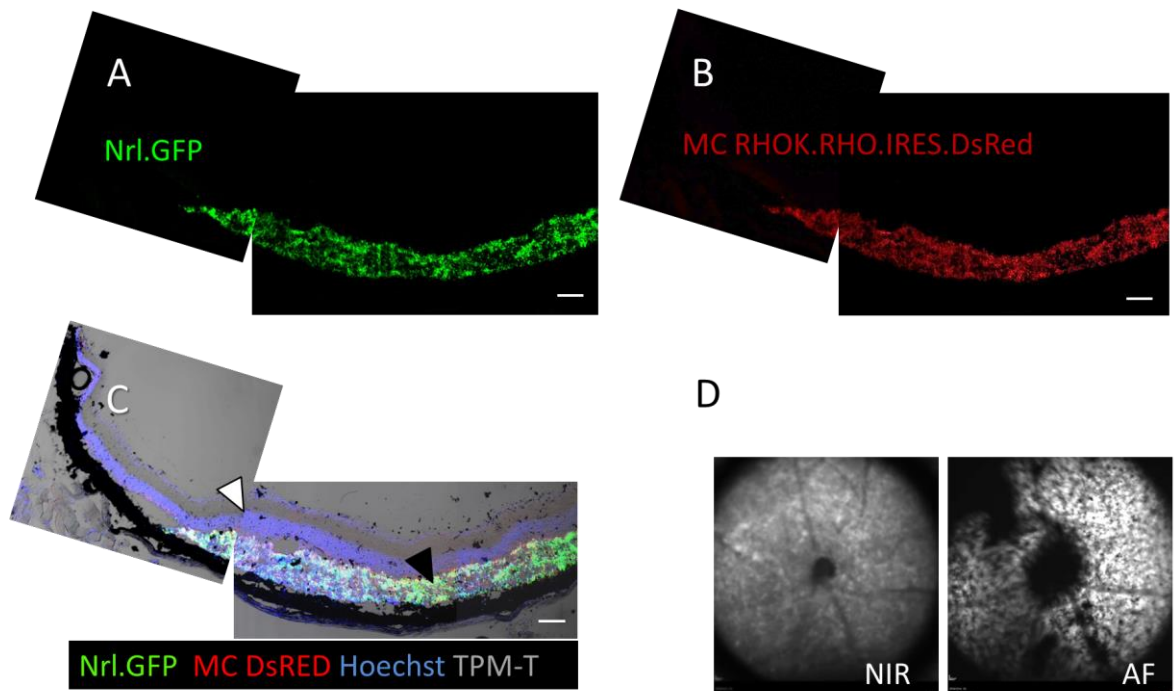 A
Nrl.GFP
B
MC RHOK.RHO.IRES.DsRed
C
Nrl.GFP MC DsRED Hoechst TPM-T
D
NIR
AF